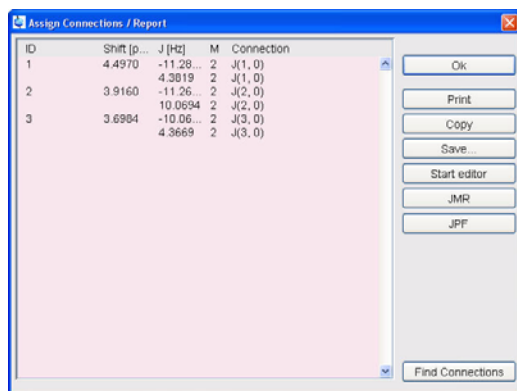 Assign Connections / Report
ID Shift [p... J [Hz] M Connection
1 4.4970 -11.28... 2 J(1, 0)
4.3819 2 J(1, 0)
2 3.9160 -11.26... 2 J(2, 0)
10.0694 2 J(2, 0)
3 3.6984 -10.06... 2 J(3, 0)
4.3669 2 J(3, 0)
Ok
Print
Copy
Save...
Start editor
JMR
JPF
Find Connections